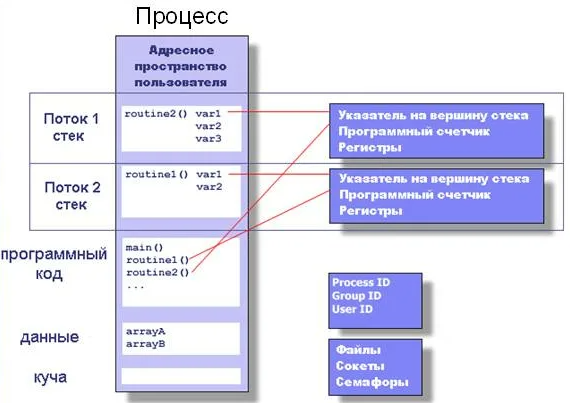 Процесс
Адресное
пространство
пользователя
Поток 1
стек
routine2() var1
var2
var3
Указатель на вершину стека
Программный счетчик
Регистры
Поток 2
стек
routine1() var1
var2
Указатель на вершину стека
Программный счетчик
Регистры
программный
код
main()
routine1()
routine2()
...
Process ID
Group ID
User ID
данные
arrayA
arrayB
Файлы
Сокеты
Семафоры
куча